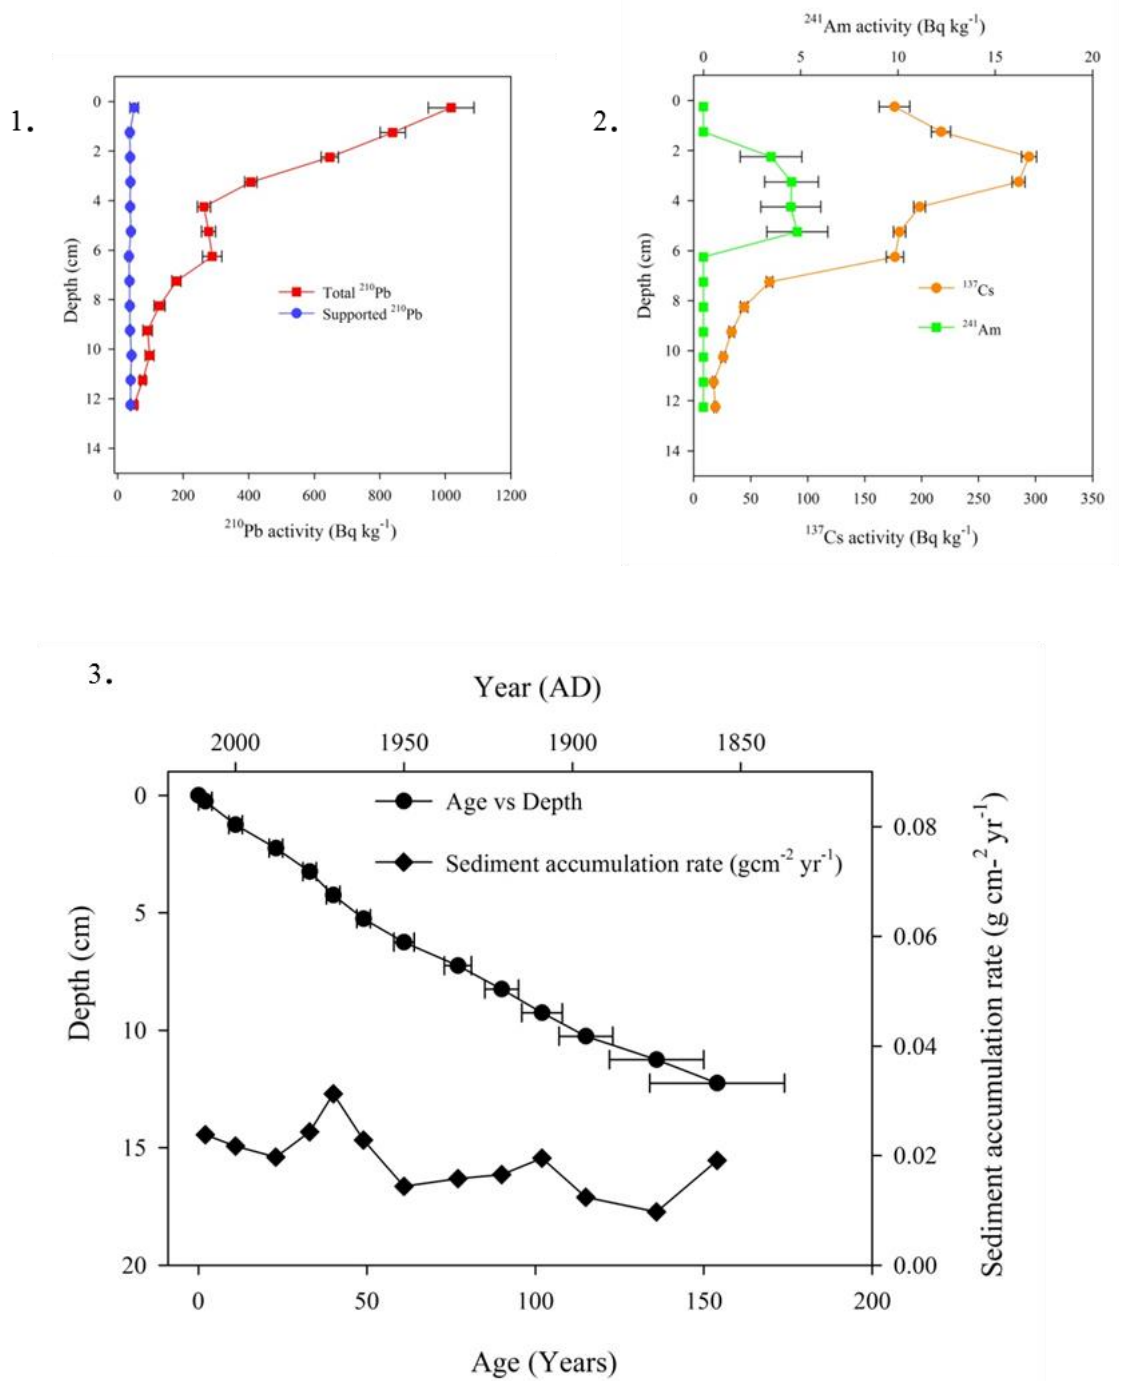 1.
0
2
4
6
8
10
12
14
Depth (cm)
Total ²¹⁰Pb
Supported ²¹⁰Pb
0 200 400 600 800 1000 1200
²¹⁰Pb activity (Bq kg⁻¹)
2.
²⁴¹Am activity (Bq kg⁻¹)
0 5 10 15 20
0
2
4
6
8
10
12
14
Depth (cm)
¹³⁷Cs
²⁴¹Am
0 50 100 150 200 250 300 350
¹³⁷Cs activity (Bq kg⁻¹)
3.
Year (AD)
2000 1950 1900 1850
0
5
10
15
20
Depth (cm)
Age vs Depth
Sediment accumulation rate (gcm⁻² yr⁻¹)
0.08
0.06
0.04
0.02
0.00
Sediment accumulation rate (g cm-² yr⁻¹)
0 50 100 150 200
Age (Years)